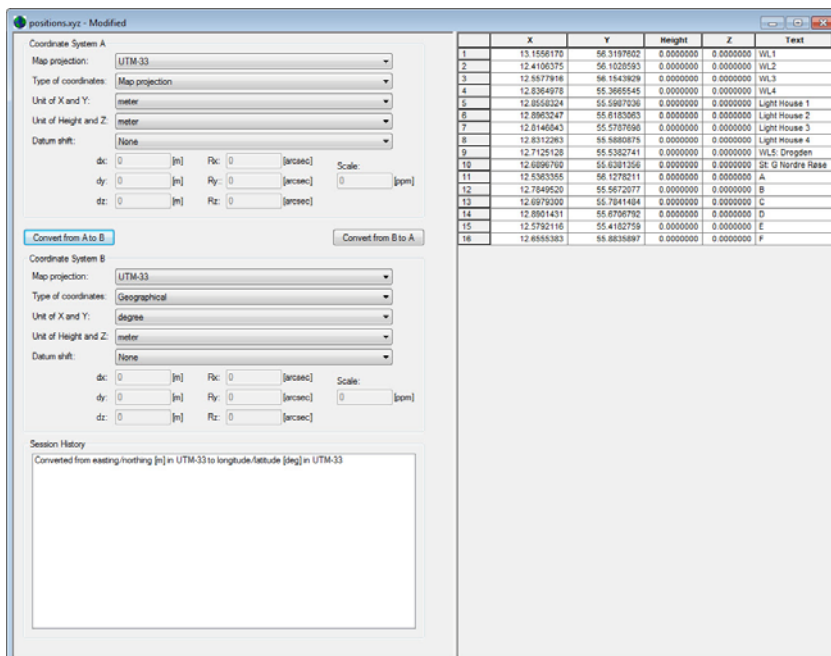 positions.xyz - Modified
Coordinate System A
Map projection: UTM-33
Type of coordinates: Map projection
Unit of X and Y: meter
Unit of Height and Z: meter
Datum shift: None
dx: 0 [m] Rx: 0 [arcsec] Scale:
dy: 0 [m] Ry: 0 [arcsec] 0 [ppm]
dz: 0 [m] Rz: 0 [arcsec]
Convert from A to B Convert from B to A
Coordinate System B
Map projection: UTM-33
Type of coordinates: Geographical
Unit of X and Y: degree
Unit of Height and Z: meter
Datum shift: None
dx: 0 [m] Rx: 0 [arcsec] Scale:
dy: 0 [m] Ry: 0 [arcsec] 0 [ppm]
dz: 0 [m] Rz: 0 [arcsec]
Session History
Converted from easting/northing [m] in UTM-33 to longitude/latitude [deg] in UTM-33
X Y Height Z Text
1 13.1556170 56.3197602 0.0000000 0.0000000 WL1
2 12.4106375 56.1020593 0.0000000 0.0000000 WL2
3 12.5577916 56.1543929 0.0000000 0.0000000 WL3
4 12.8364978 55.3665545 0.0000000 0.0000000 WL4
5 12.8558324 55.5987036 0.0000000 0.0000000 Light House 1
6 12.8963247 55.6183063 0.0000000 0.0000000 Light House 2
7 12.8146843 55.5787698 0.0000000 0.0000000 Light House 3
8 12.8312263 55.5880875 0.0000000 0.0000000 Light House 4
9 12.7125128 55.5382741 0.0000000 0.0000000 WL5: Drogden
10 12.6896760 55.6381356 0.0000000 0.0000000 St: G Nordre Røse
11 12.5363355 56.1278211 0.0000000 0.0000000 A
12 12.7849520 55.5672077 0.0000000 0.0000000 B
13 12.6979300 55.7841484 0.0000000 0.0000000 C
14 12.8901431 55.6706792 0.0000000 0.0000000 D
15 12.5792116 55.4182759 0.0000000 0.0000000 E
16 12.6555383 55.8835897 0.0000000 0.0000000 F